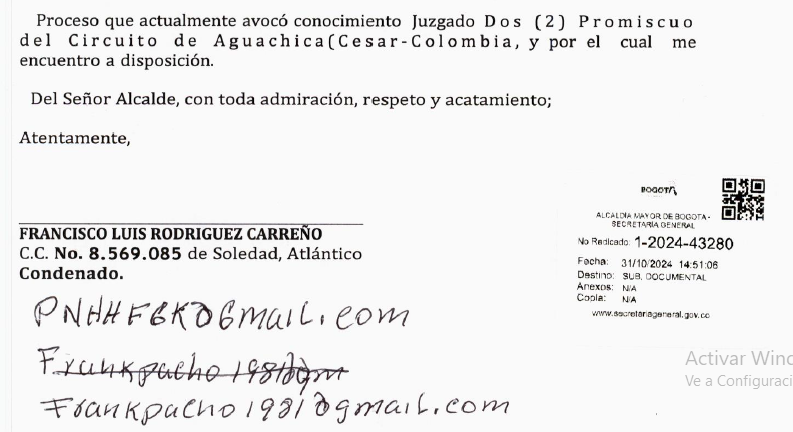 Proceso que actualmente avocó conocimiento Juzgado Dos (2) Promiscuo
del Circuito de Aguachica(Cesar-Colombia, y por el cual me
encuentro a disposición.
Del Señor Alcalde, con toda admiración, respeto y acatamiento;
Atentamente,
FRANCISCO LUIS RODRIGUEZ CARREÑO
C.C. No. 8.569.085 de Soledad, Atlántico
Condenado.
Frankpacho 1981@gm
Frankpacho1981@gmail.com
BOGOTÁ
ALCALDIA MAYOR DE BOGOTA -
SECRETARIA GENERAL
No Radicado: 1-2024-43280
Fecha: 31/10/2024 14:51:06
Destino: SUB. DOCUMENTAL
Anexos: N/A
Copia: N/A
www.secretariageneral.gov.co
Activar Wind
Ve a Configuraci